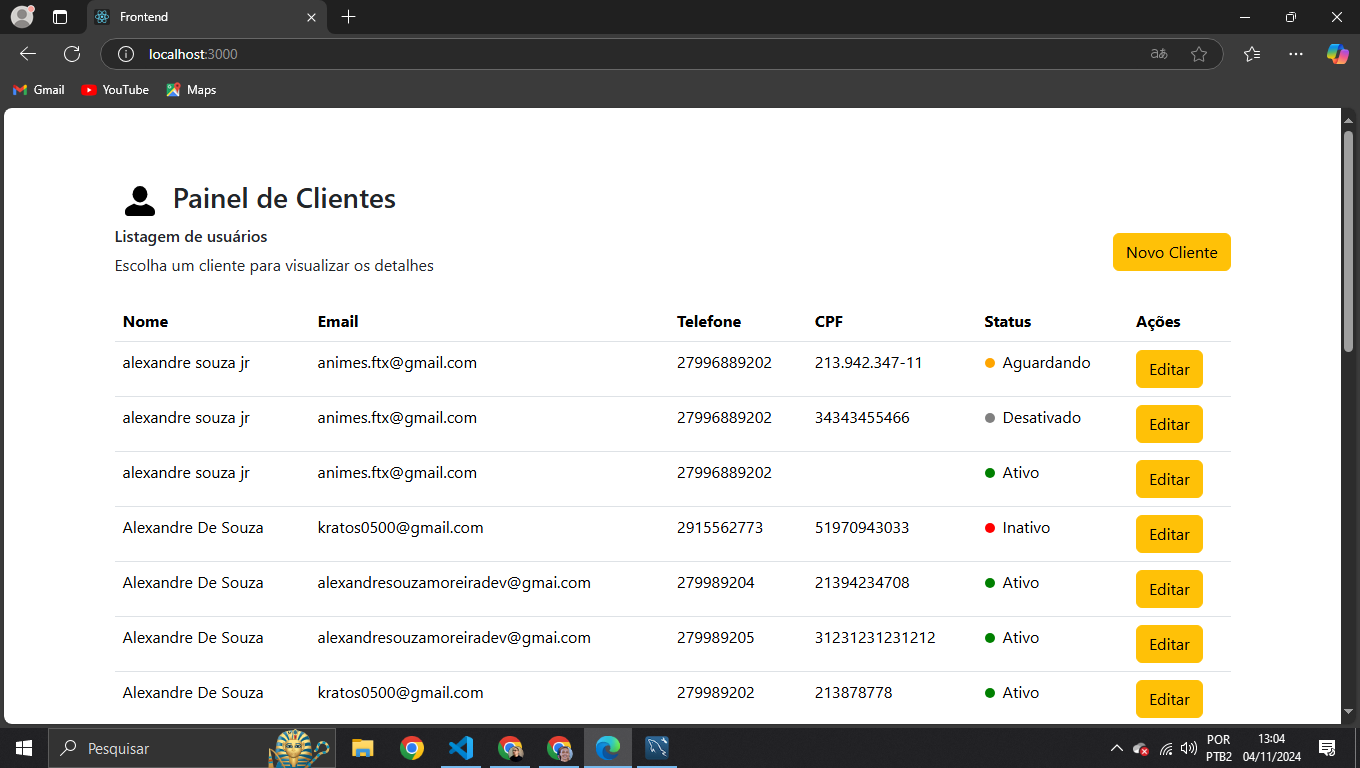 Frontend
localhost:3000
Gmail YouTube Maps
Painel de Clientes
Listagem de usuários
Escolha um cliente para visualizar os detalhes
Novo Cliente
Nome Email Telefone CPF Status Ações
alexandre souza jr animes.ftx@gmail.com 27996889202 213.942.347-11 Aguardando Editar
alexandre souza jr animes.ftx@gmail.com 27996889202 34343455466 Desativado Editar
alexandre souza jr animes.ftx@gmail.com 27996889202 Ativo Editar
Alexandre De Souza kratos0500@gmail.com 2915562773 51970943033 Inativo Editar
Alexandre De Souza alexandresouzamoreiradev@gmai.com 279989204 21394234708 Ativo Editar
Alexandre De Souza alexandresouzamoreiradev@gmai.com 279989205 31231231231212 Ativo Editar
Alexandre De Souza kratos0500@gmail.com 279989202 213878778 Ativo Editar
Pesquisar
POR
PTB2
13:04
04/11/2024